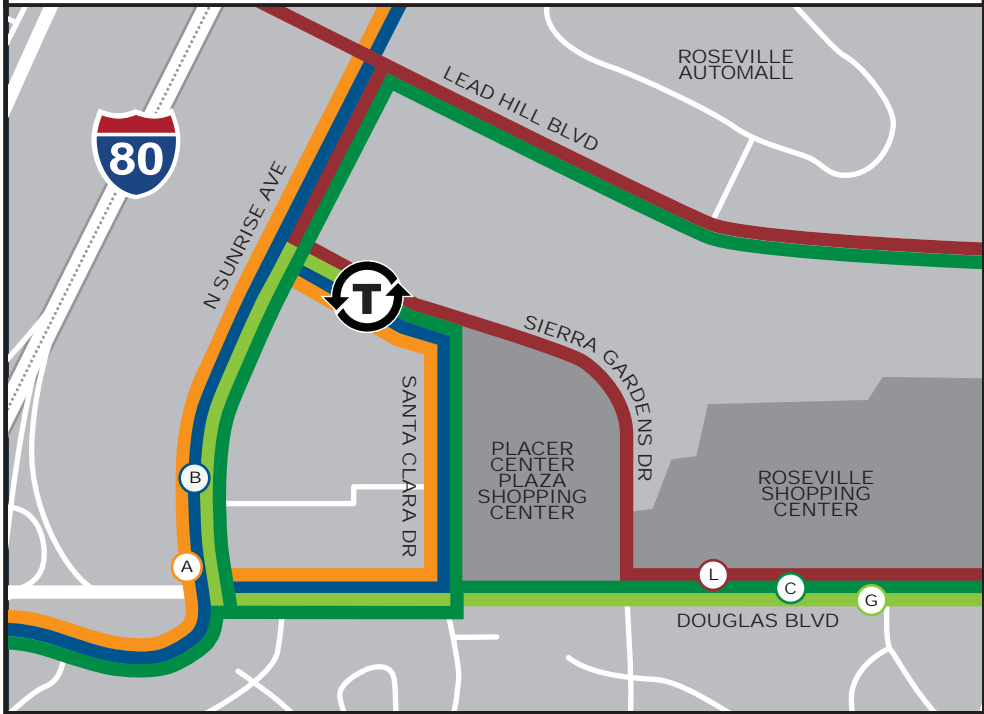 ROSEVILLE
AUTOMALL
LEAD HILL BLVD
80
N SUNRISE AVE
T
SIERRA GARDENS DR
SANTA CLARA DR
PLACER
CENTER
PLAZA
SHOPPING
CENTER
ROSEVILLE
SHOPPING
CENTER
B
A
L
C
G
DOUGLAS BLVD